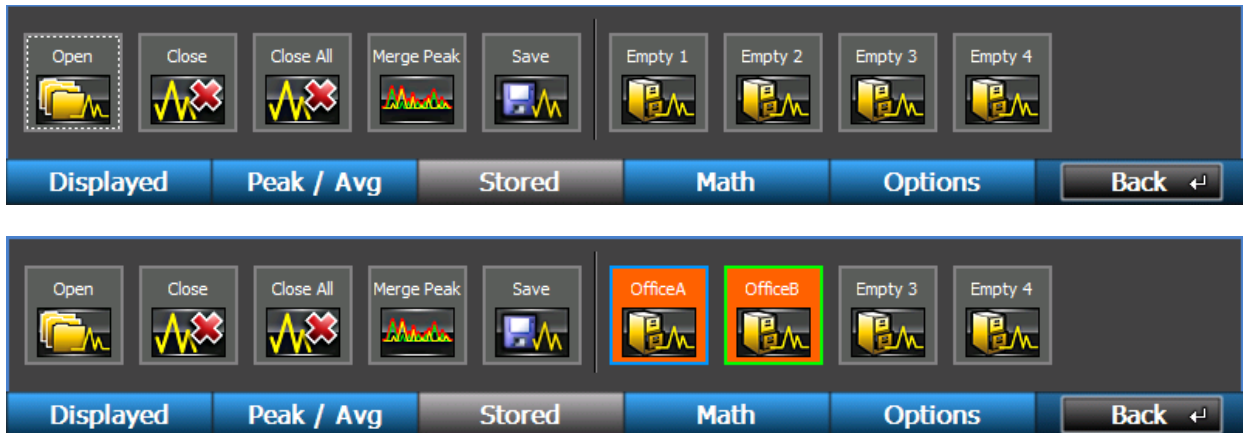 Open Close Close All Merge Peak Save Empty 1 Empty 2 Empty 3 Empty 4
Displayed Peak / Avg Stored Math Options Back
Open Close Close All Merge Peak Save OfficeA OfficeB Empty 3 Empty 4
Displayed Peak / Avg Stored Math Options Back